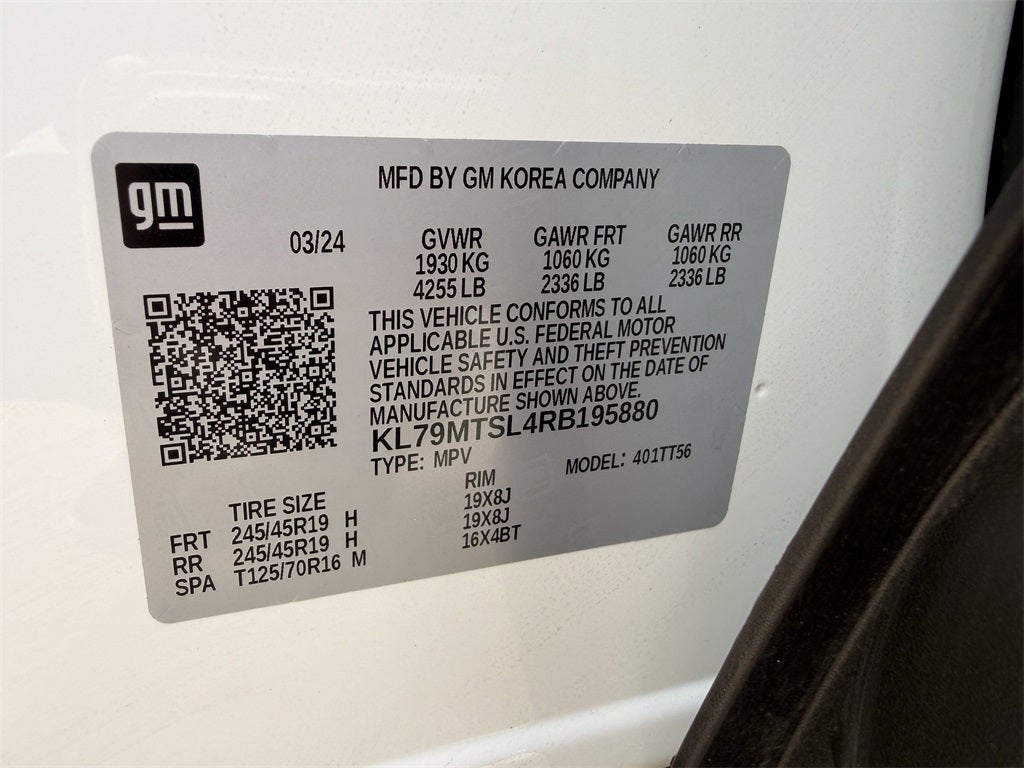 gm
MFD BY GM KOREA COMPANY
03/24 GVWR GAWR FRT GAWR RR
1930 KG 1060 KG 1060 KG
4255 LB 2336 LB 2336 LB
THIS VEHICLE CONFORMS TO ALL
APPLICABLE U.S. FEDERAL MOTOR
VEHICLE SAFETY AND THEFT PREVENTION
STANDARDS IN EFFECT ON THE DATE OF
MANUFACTURE SHOWN ABOVE.
KL79MTSL4RB195880
TYPE: MPV MODEL: 401TT56
TIRE SIZE RIM
FRT 245/45R19 H 19X8J
RR 245/45R19 H 19X8J
SPA T125/70R16 M 16X4BT